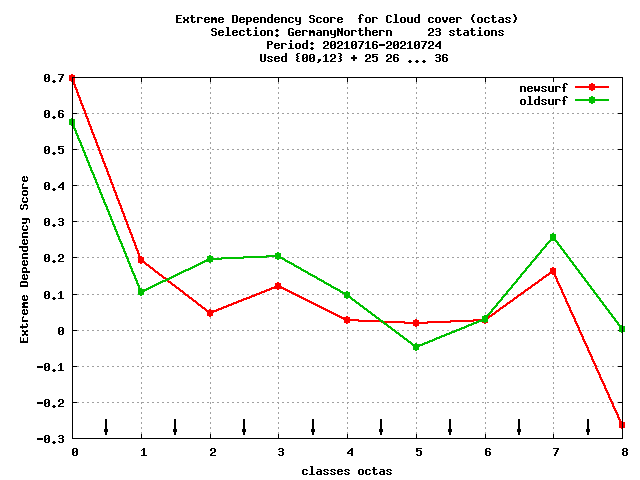 Extreme Dependency Score  for Cloud cover (octas)
Selection: GermanyNorthern     23 stations
Period: 20210716-20210724
Used {00,12} + 25 26 ... 36
newsurf
oldsurf
0.7
0.6
0.5
0.4
0.3
0.2
0.1
0
-0.1
-0.2
-0.3
Extreme Dependency Score
0 1 2 3 4 5 6 7 8
classes octas